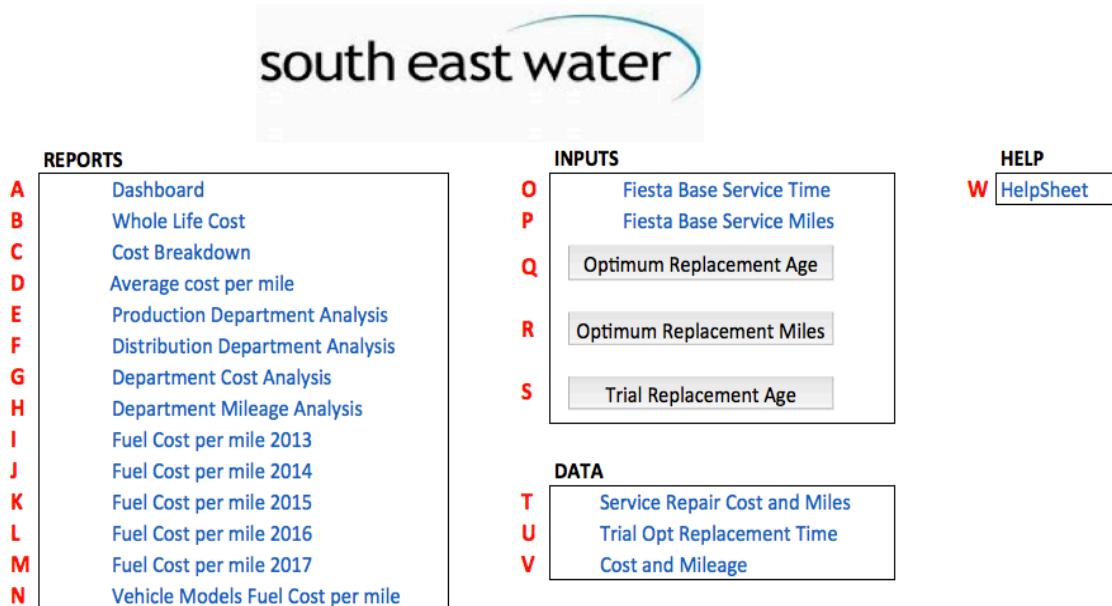 south east water
REPORTS
A Dashboard
B Whole Life Cost
C Cost Breakdown
D Average cost per mile
E Production Department Analysis
F Distribution Department Analysis
G Department Cost Analysis
H Department Mileage Analysis
I Fuel Cost per mile 2013
J Fuel Cost per mile 2014
K Fuel Cost per mile 2015
L Fuel Cost per mile 2016
M Fuel Cost per mile 2017
N Vehicle Models Fuel Cost per mile
INPUTS
O Fiesta Base Service Time
P Fiesta Base Service Miles
Q Optimum Replacement Age
R Optimum Replacement Miles
S Trial Replacement Age
DATA
T Service Repair Cost and Miles
U Trial Opt Replacement Time
V Cost and Mileage
HELP
W HelpSheet